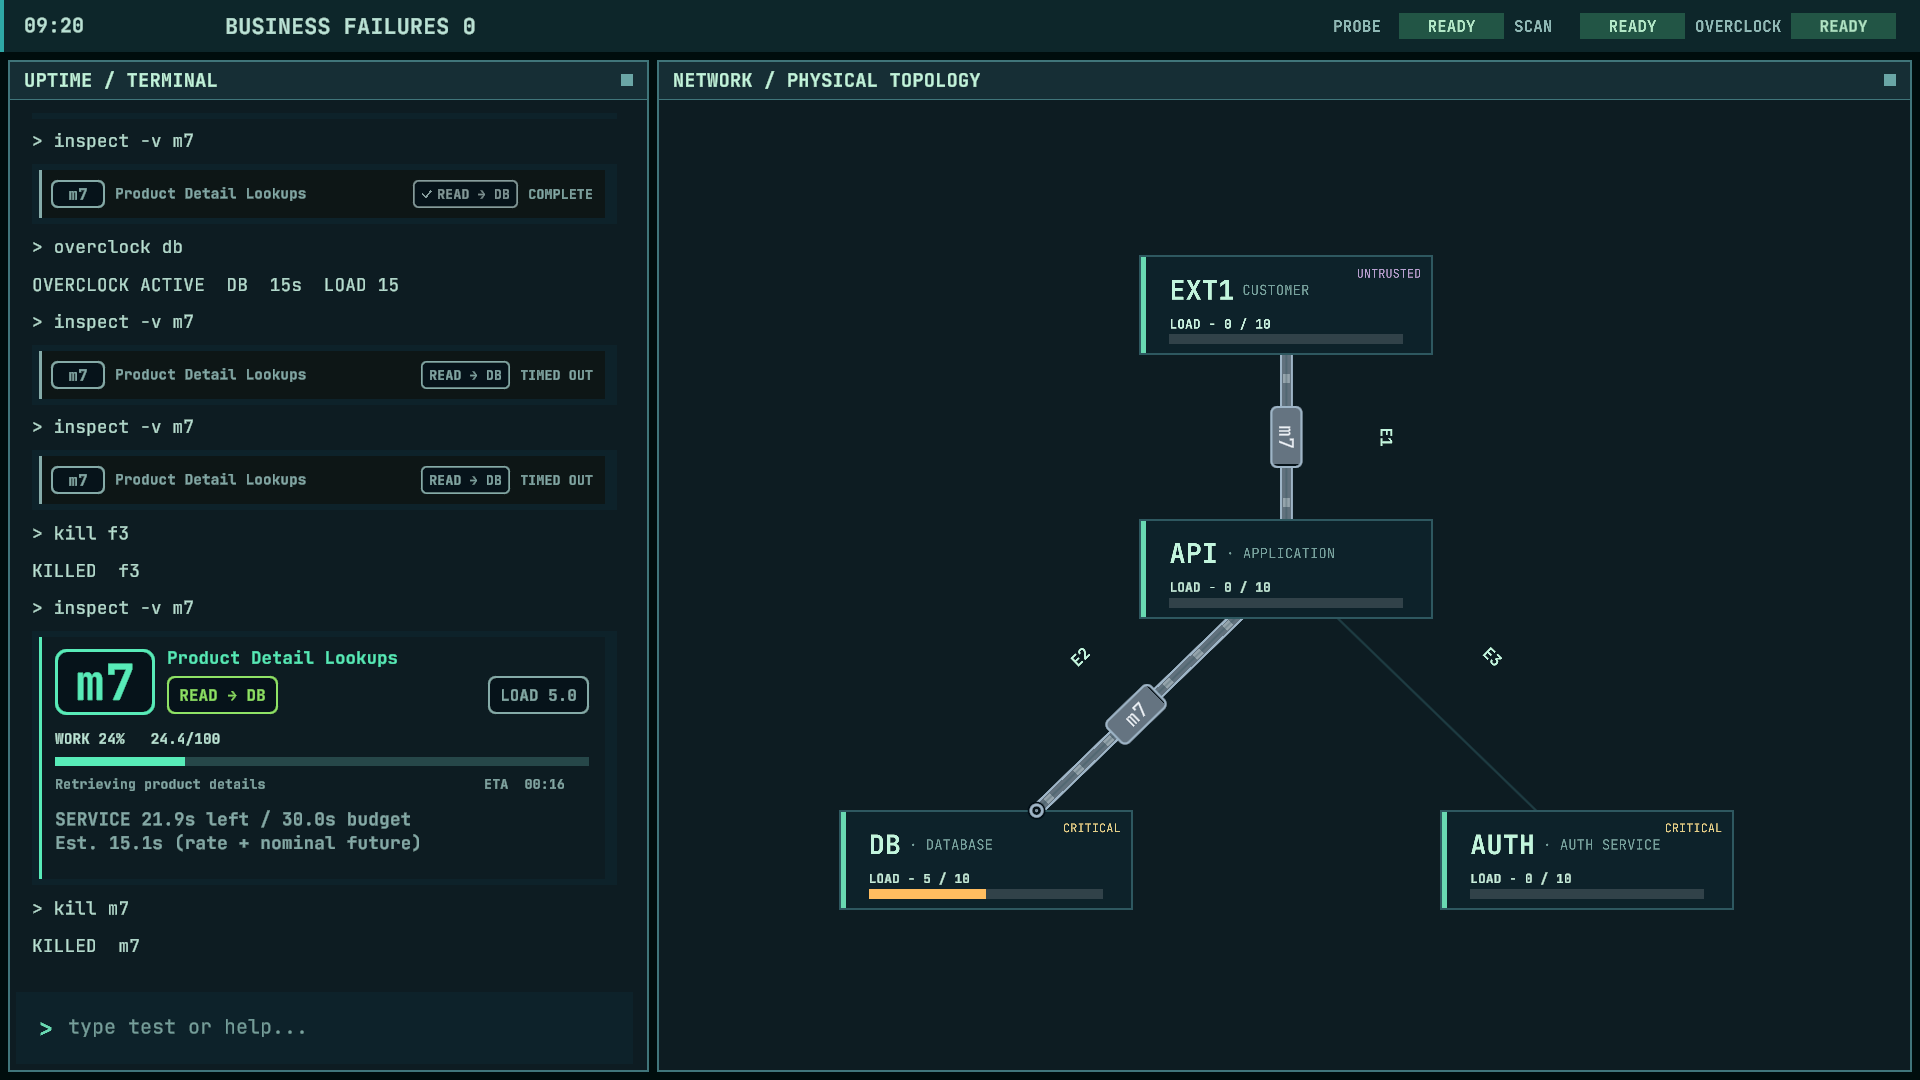 09:20
BUSINESS FAILURES 0
PROBE READY SCAN READY OVERCLOCK READY
UPTIME / TERMINAL
> inspect -v m7
m7 Product Detail Lookups ✓ READ → DB COMPLETE
> overclock db
OVERCLOCK ACTIVE DB 15s LOAD 15
> inspect -v m7
m7 Product Detail Lookups READ → DB TIMED OUT
> inspect -v m7
m7 Product Detail Lookups READ → DB TIMED OUT
> kill f3
KILLED f3
> inspect -v m7
m7 Product Detail Lookups
READ → DB LOAD 5.0
WORK 24% 24.4/100
Retrieving product details ETA 00:16
SERVICE 21.9s left / 30.0s budget
Est. 15.1s (rate + nominal future)
> kill m7
KILLED m7
> type test or help...
NETWORK / PHYSICAL TOPOLOGY
UNTRUSTED
EXT1 CUSTOMER
LOAD - 0 / 10
m7
E1
API · APPLICATION
LOAD - 0 / 10
E2
E3
m7
CRITICAL
DB · DATABASE
LOAD - 5 / 10
CRITICAL
AUTH · AUTH SERVICE
LOAD - 0 / 10